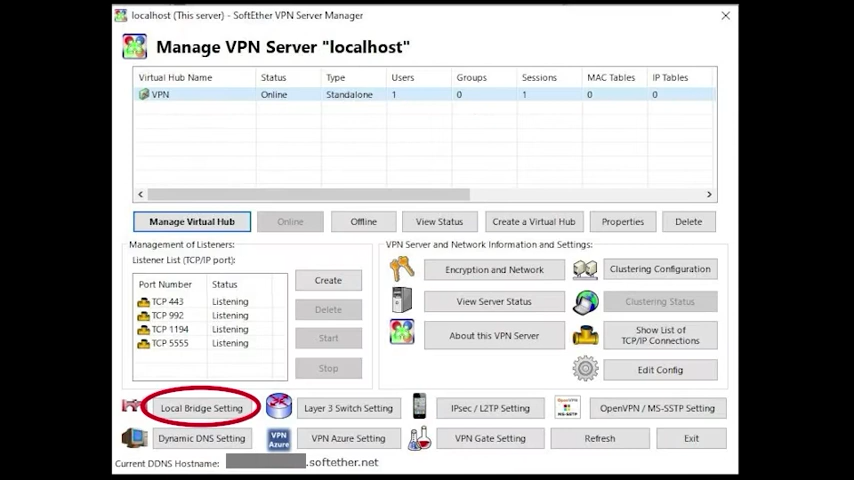 localhost (This server) - SoftEther VPN Server Manager
Manage VPN Server "localhost"
Virtual Hub Name Status Type Users Groups Sessions MAC Tables IP Tables
VPN Online Standalone 1 0 1 0 0
Manage Virtual Hub Online Offline View Status Create a Virtual Hub Properties Delete
Management of Listeners:
Listener List (TCP/IP port):
Port Number Status
TCP 443 Listening
TCP 992 Listening
TCP 1194 Listening
TCP 5555 Listening
Create
Delete
Start
Stop
VPN Server and Network Information and Settings:
Encryption and Network Clustering Configuration
View Server Status Clustering Status
About this VPN Server Show List of
TCP/IP Connections
Edit Config
Local Bridge Setting Layer 3 Switch Setting IPsec / L2TP Setting OpenVPN / MS-SSTP Setting
Dynamic DNS Setting VPN Azure Setting VPN Gate Setting Refresh Exit
VPN
Azure
OpenVPN
MS-SSTP
Current DDNS Hostname: .softether.net